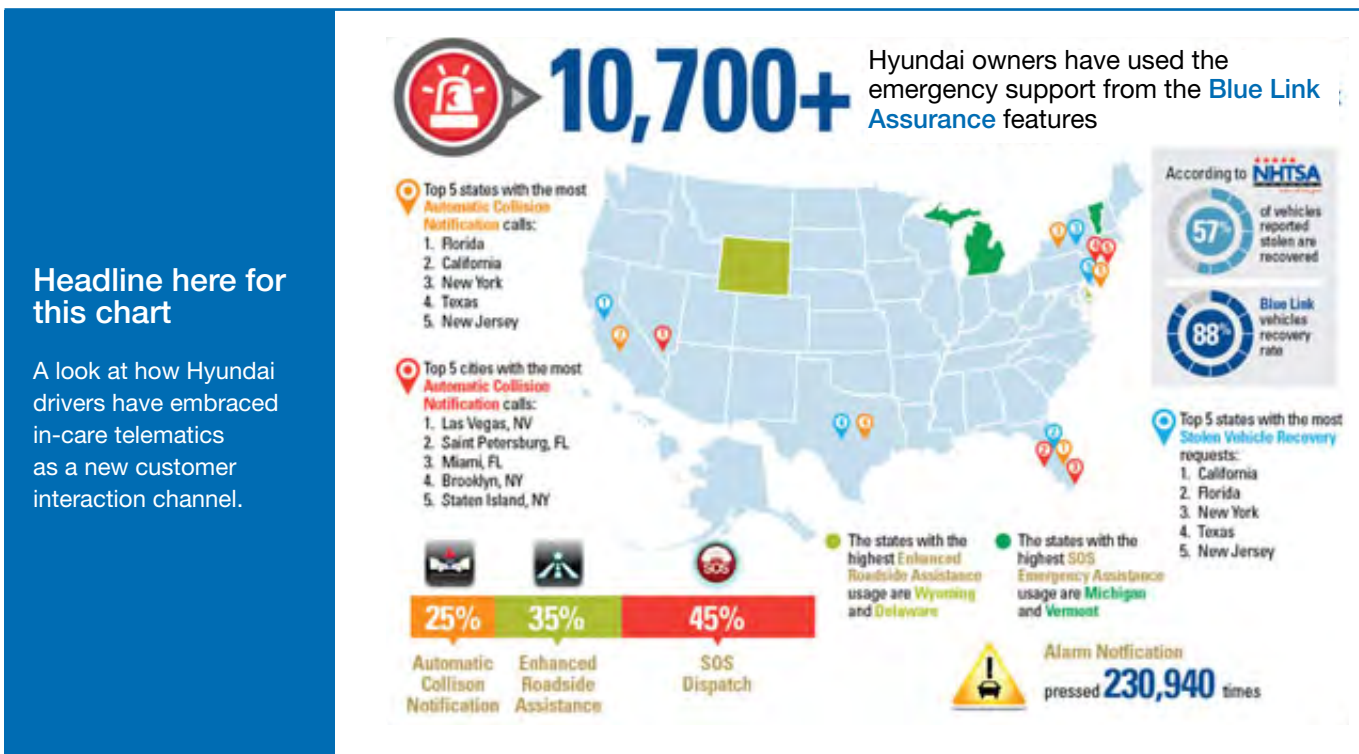 Headline here for
this chart
A look at how Hyundai
drivers have embraced
in-care telematics
as a new customer
interaction channel.
10,700+
Hyundai owners have used the
emergency support from the Blue Link
Assurance features
Top 5 states with the most
Automatic Collision
Notification calls:
1. Florida
2. California
3. New York
4. Texas
5. New Jersey
Top 5 cities with the most
Automatic Collision
Notification calls:
1. Las Vegas, NV
2. Saint Petersburg, FL
3. Miami, FL
4. Brooklyn, NY
5. Staten Island, NY
According to NHTSA
57%
of vehicles
reported
stolen are
recovered
88%
Blue Link
vehicles
recovery
rate
Top 5 states with the most
Stolen Vehicle Recovery
requests:
1. California
2. Florida
3. New York
4. Texas
5. New Jersey
The states with the
highest Enhanced
Roadside Assistance
usage are Wyoming
and Delaware
The states with the
highest SOS
Emergency Assistance
usage are Michigan
and Vermont
SOS
25%
35%
45%
Automatic
Collison
Notification
Enhanced
Roadside
Assistance
SOS
Dispatch
Alarm Notfication
pressed 230,940 times